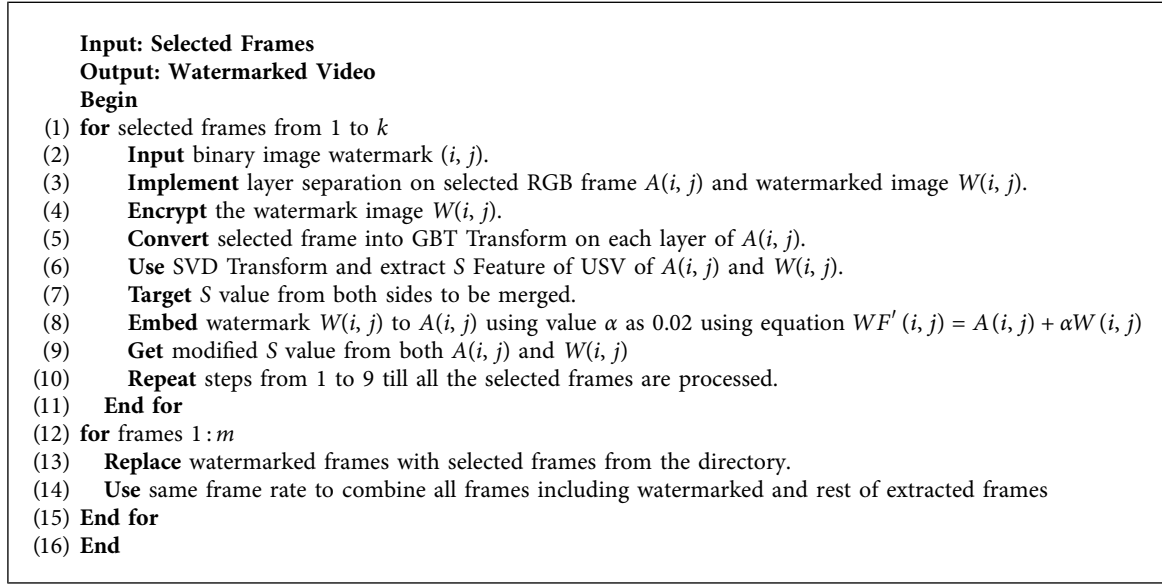 Input: Selected Frames
Output: Watermarked Video
Begin
(1) for selected frames from 1 to k
(2) Input binary image watermark (i, j).
(3) Implement layer separation on selected RGB frame A(i, j) and watermarked image W(i, j).
(4) Encrypt the watermark image W(i, j).
(5) Convert selected frame into GBT Transform on each layer of A(i, j).
(6) Use SVD Transform and extract S Feature of USV of A(i, j) and W(i, j).
(7) Target S value from both sides to be merged.
(8) Embed watermark W(i, j) to A(i, j) using value α as 0.02 using equation WF′ (i, j) = A(i, j) + αW (i, j)
(9) Get modified S value from both A(i, j) and W(i, j)
(10) Repeat steps from 1 to 9 till all the selected frames are processed.
(11) End for
(12) for frames 1 : m
(13) Replace watermarked frames with selected frames from the directory.
(14) Use same frame rate to combine all frames including watermarked and rest of extracted frames
(15) End for
(16) End